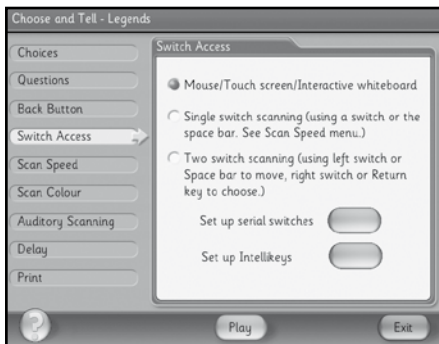 Choose and Tell - Legends
Choices
Questions
Back Button
Switch Access
Scan Speed
Scan Colour
Auditory Scanning
Delay
Print
Switch Access
Mouse/Touch screen/Interactive whiteboard
Single switch scanning (using a switch or the
space bar. See Scan Speed menu.)
Two switch scanning (using left switch or
Space bar to move, right switch or Return
key to choose.)
Set up serial switches
Set up Intellikeys
?
Play
Exit